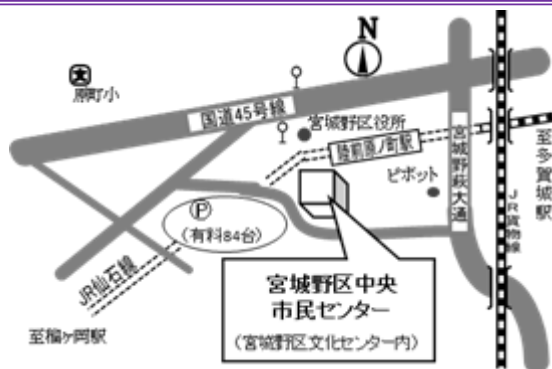 N
原町小
国道45号線
宮城野区役所
陸前原ノ町駅
宮城野萩大通
至多賀城駅
JR貨物線
ピボット
P
(有料84台)
JR仙石線
至榴ヶ岡駅
宮城野区中央
市民センター
(宮城野区文化センター内)